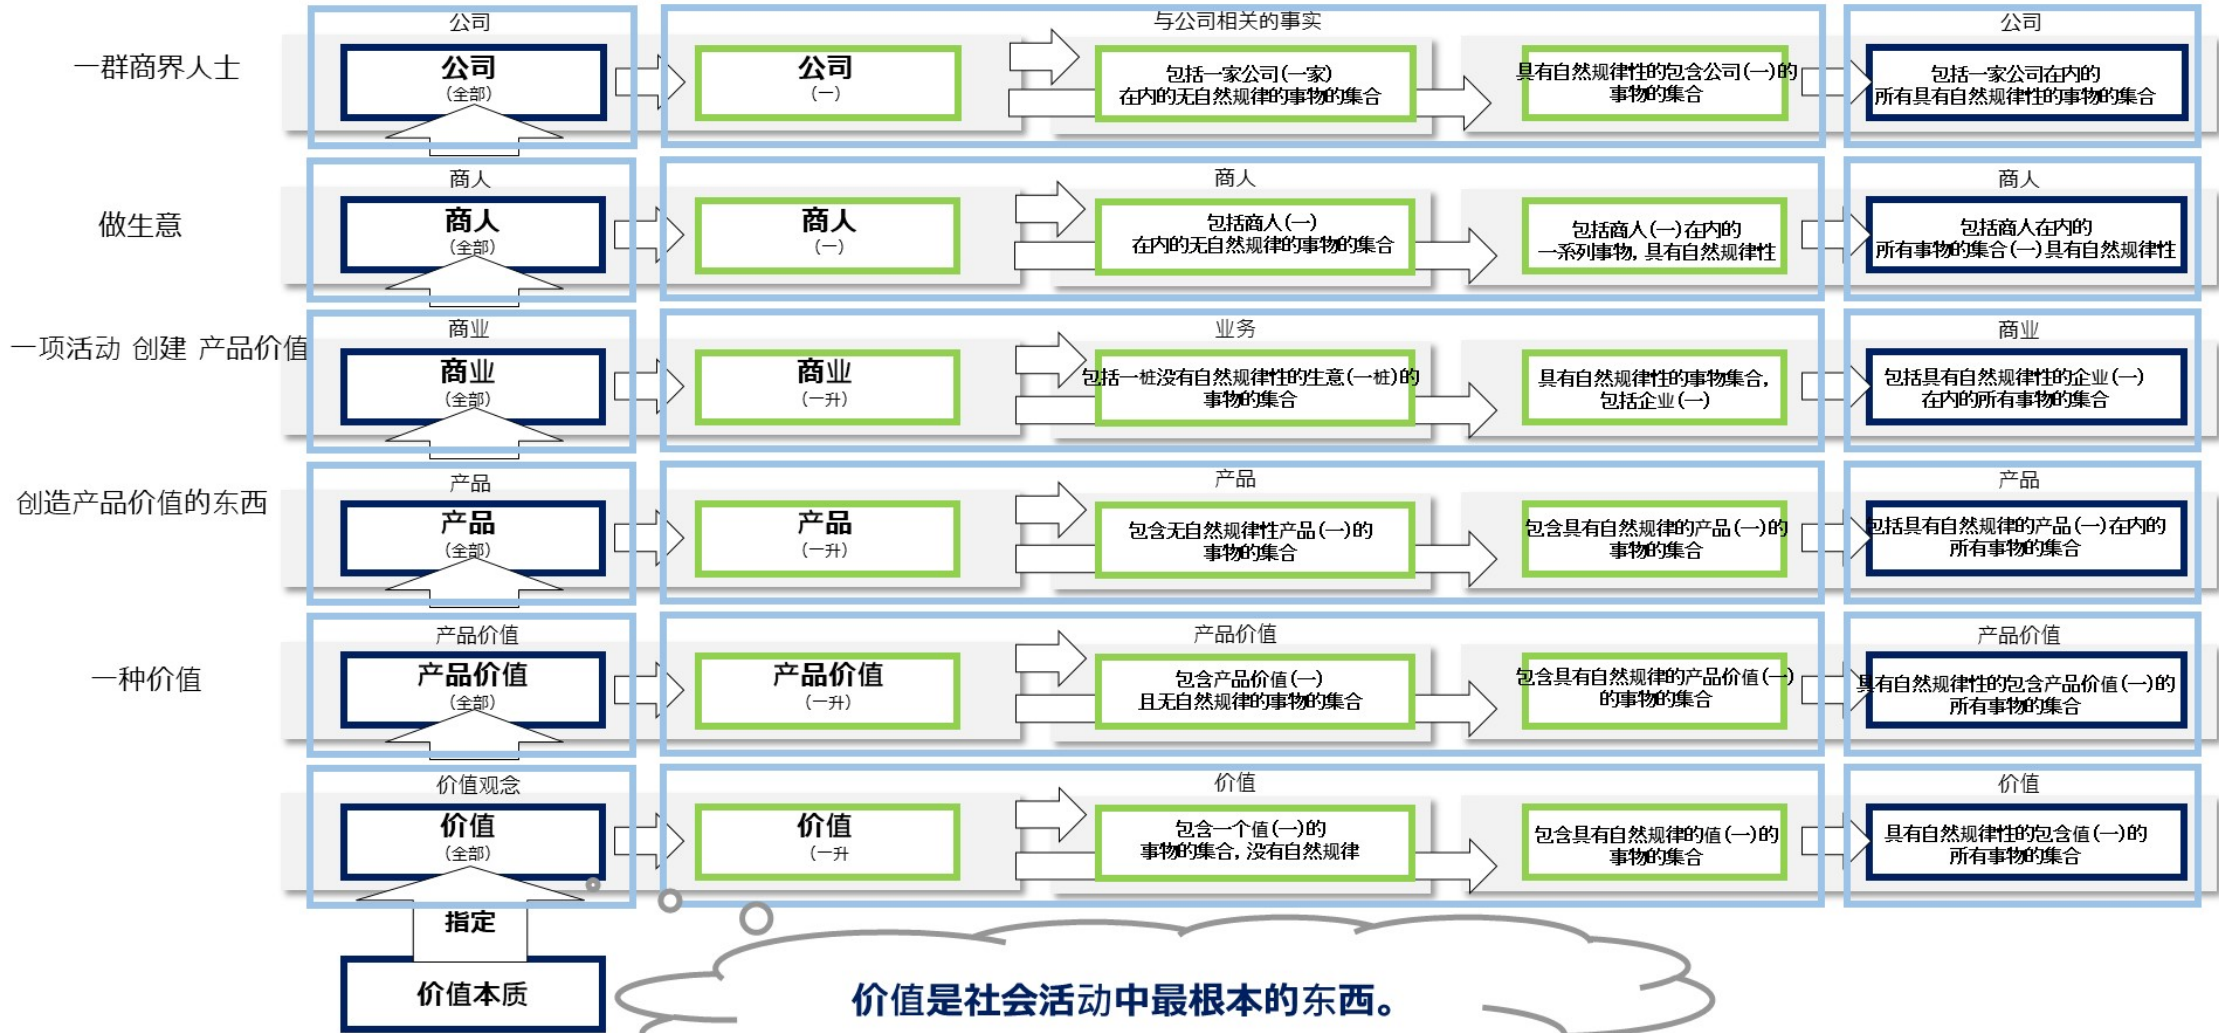 公司
与公司相关的事实
公司
一群商界人士
公司
(全部)
公司
(一)
包括一家公司(一家)
在内的无自然规律的事物的集合
具有自然规律性的包含公司(一)的
事物的集合
包括一家公司在内的
所有具有自然规律性的事物的集合
商人
商人
商人
做生意
商人
(全部)
商人
(一)
包括商人(一)
在内的无自然规律的事物的集合
包括商人(一)在内的
一系列事物，具有自然规律性
包括商人在内的
所有事物的集合(一)具有自然规律性
商业
业务
商业
一项活动 创建 产品价值
商业
(全部)
商业
(一升)
包括一桩没有自然规律性的生意(一桩)的
事物的集合
具有自然规律性的事物集合，
包括企业(一)
包括具有自然规律性的企业(一)
在内的所有事物的集合
产品
产品
产品
创造产品价值的东西
产品
(全部)
产品
(一升)
包含无自然规律性产品(一)的
事物的集合
包含具有自然规律的产品(一)的
事物的集合
包括具有自然规律的产品(一)在内的
所有事物的集合
产品价值
产品价值
产品价值
一种价值
产品价值
(全部)
产品价值
(一升)
包含产品价值(一)
且无自然规律的事物的集合
包含具有自然规律的产品价值(一)
的事物的集合
具有自然规律性的包含产品价值(一)的
所有事物的集合
价值观念
价值
价值
价值
(全部)
价值
(一升
包含一个值(一)的
事物的集合，没有自然规律
包含具有自然规律的值(一)的
事物的集合
具有自然规律性的包含值(一)的
所有事物的集合
指定
价值本质
价值是社会活动中最根本的东西。